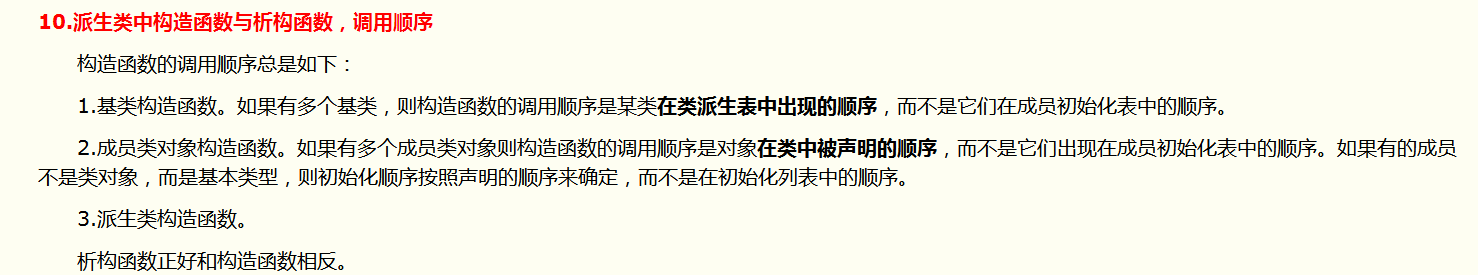 10.派生类中构造函数与析构函数，调用顺序
构造函数的调用顺序总是如下：
1.基类构造函数。如果有多个基类，则构造函数的调用顺序是某类在类派生表中出现的顺序，而不是它们在成员初始化表中的顺序。
2.成员类对象构造函数。如果有多个成员类对象则构造函数的调用顺序是对象在类中被声明的顺序，而不是它们出现在成员初始化表中的顺序。如果有的成员
不是类对象，而是基本类型，则初始化顺序按照声明的顺序来确定，而不是在初始化列表中的顺序。
3.派生类构造函数。
析构函数正好和构造函数相反。